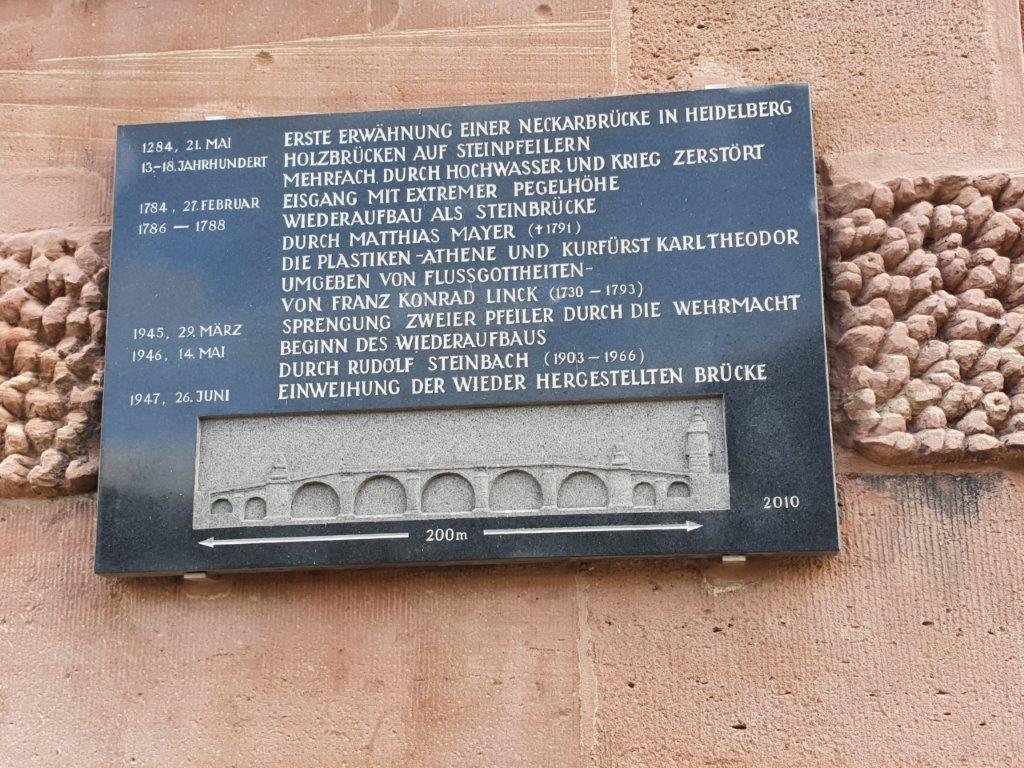 1284, 21. MAI ERSTE ERWÄHNUNG EINER NECKARBRÜCKE IN HEIDELBERG
13.-18. JAHRHUNDERT HOLZBRÜCKEN AUF STEINPFEILERN
MEHRFACH DURCH HOCHWASSER UND KRIEG ZERSTÖRT
1784, 27. FEBRUAR EISGANG MIT EXTREMER PEGELHÖHE
1786 — 1788 WIEDERAUFBAU ALS STEINBRÜCKE
DURCH MATTHIAS MAYER (✝1791)
DIE PLASTIKEN -ATHENE UND KURFÜRST KARL THEODOR
UMGEBEN VON FLUSSGOTTHEITEN-
VON FRANZ KONRAD LINCK (1730 — 1793)
1945, 29. MÄRZ SPRENGUNG ZWEIER PFEILER DURCH DIE WEHRMACHT
1946, 14. MAI BEGINN DES WIEDERAUFBAUS
DURCH RUDOLF STEINBACH (1903 — 1966)
1947, 26. JUNI EINWEIHUNG DER WIEDER HERGESTELLTEN BRÜCKE
200m
2010